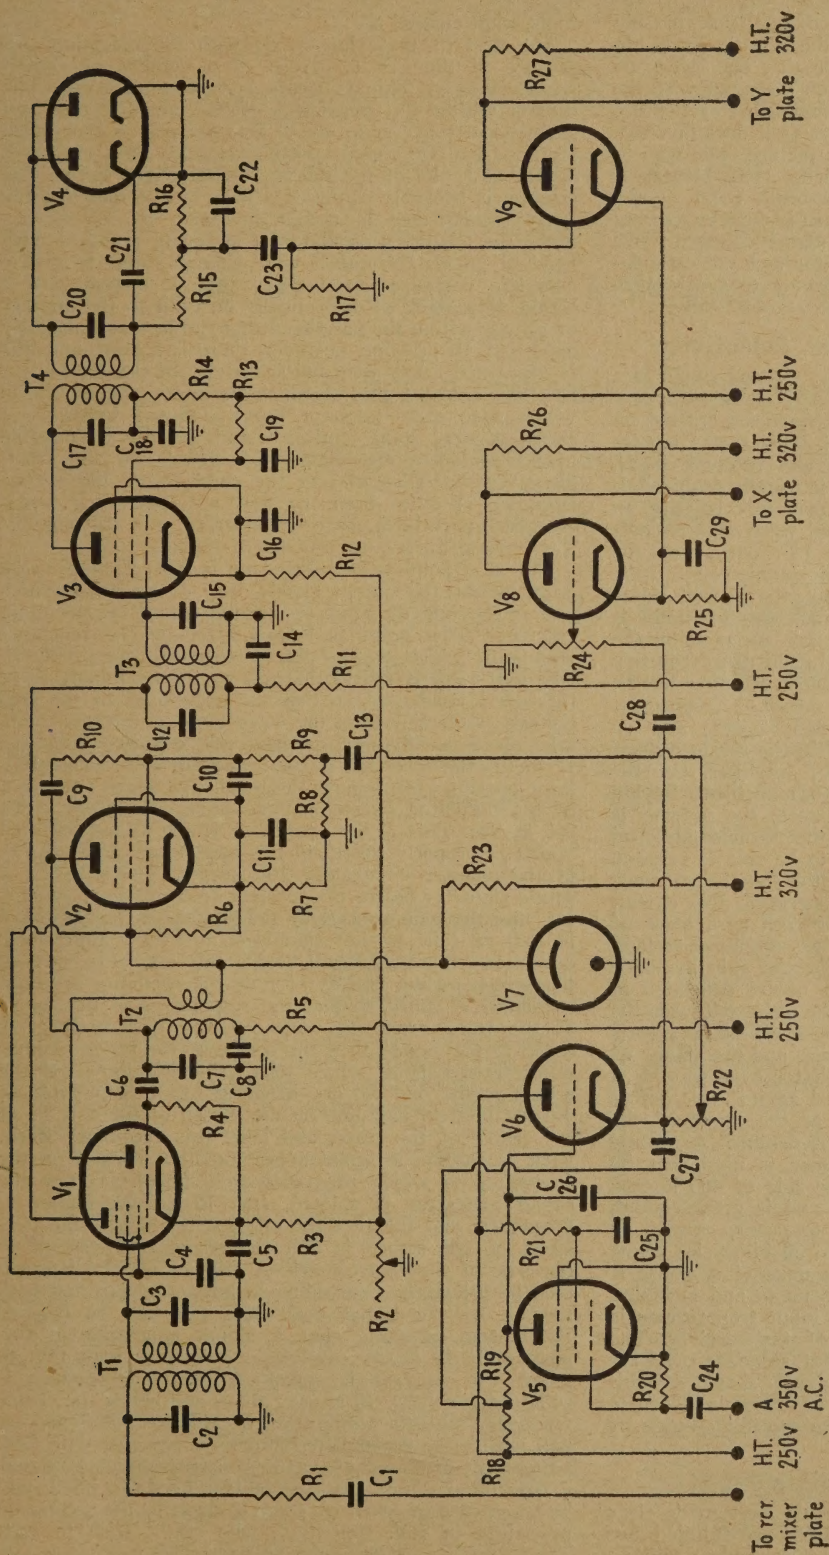 T1
T2
T3
T4
V1
V2
V3
V4
C1
C2
C3
C4
C5
C6
C7
C8
C9
C10
C11
C12
C13
C14
C15
C16
C17
C18
C19
C20
C21
C22
C23
R1
R2
R3
R4
R5
R6
R7
R8
R9
R10
R11
R12
R13
R14
R15
R16
R17
V5
V6
V7
V8
V9
R18
R19
R20
R21
R22
R23
R24
R25
R26
R27
C24
C25
C26
C27
C28
C29
To rcr
mixer
plate
H.T.
250v
A
350v
A.C.
H.T.
250v
H.T.
320v
H.T.
250v
To X
plate
H.T.
320v
H.T.
250v
To Y
plate
H.T.
320v